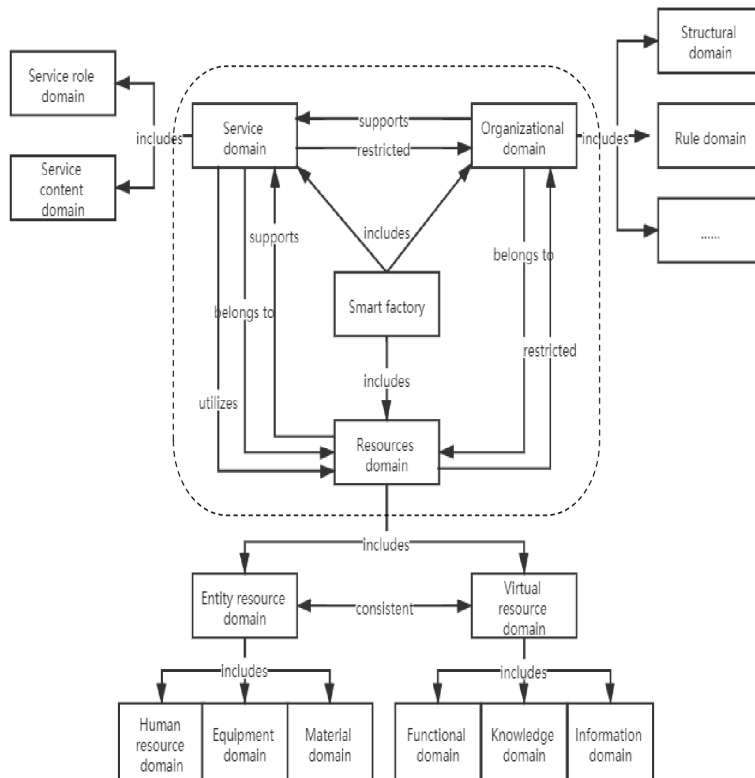 Structural
domain
Service role
domain
Service
domain
supports
Organizational
domain
includes
includes
Rule domain
restricted
Service
content
domain
includes
supports
......
belongs to
Smart factory
belongs to
restricted
includes
utilizes
Resources
domain
includes
Entity resource
domain
consistent
Virtual
resource
domain
includes
includes
Human
resource
domain
Equipment
domain
Material
domain
Functional
domain
Knowledge
domain
Information
domain